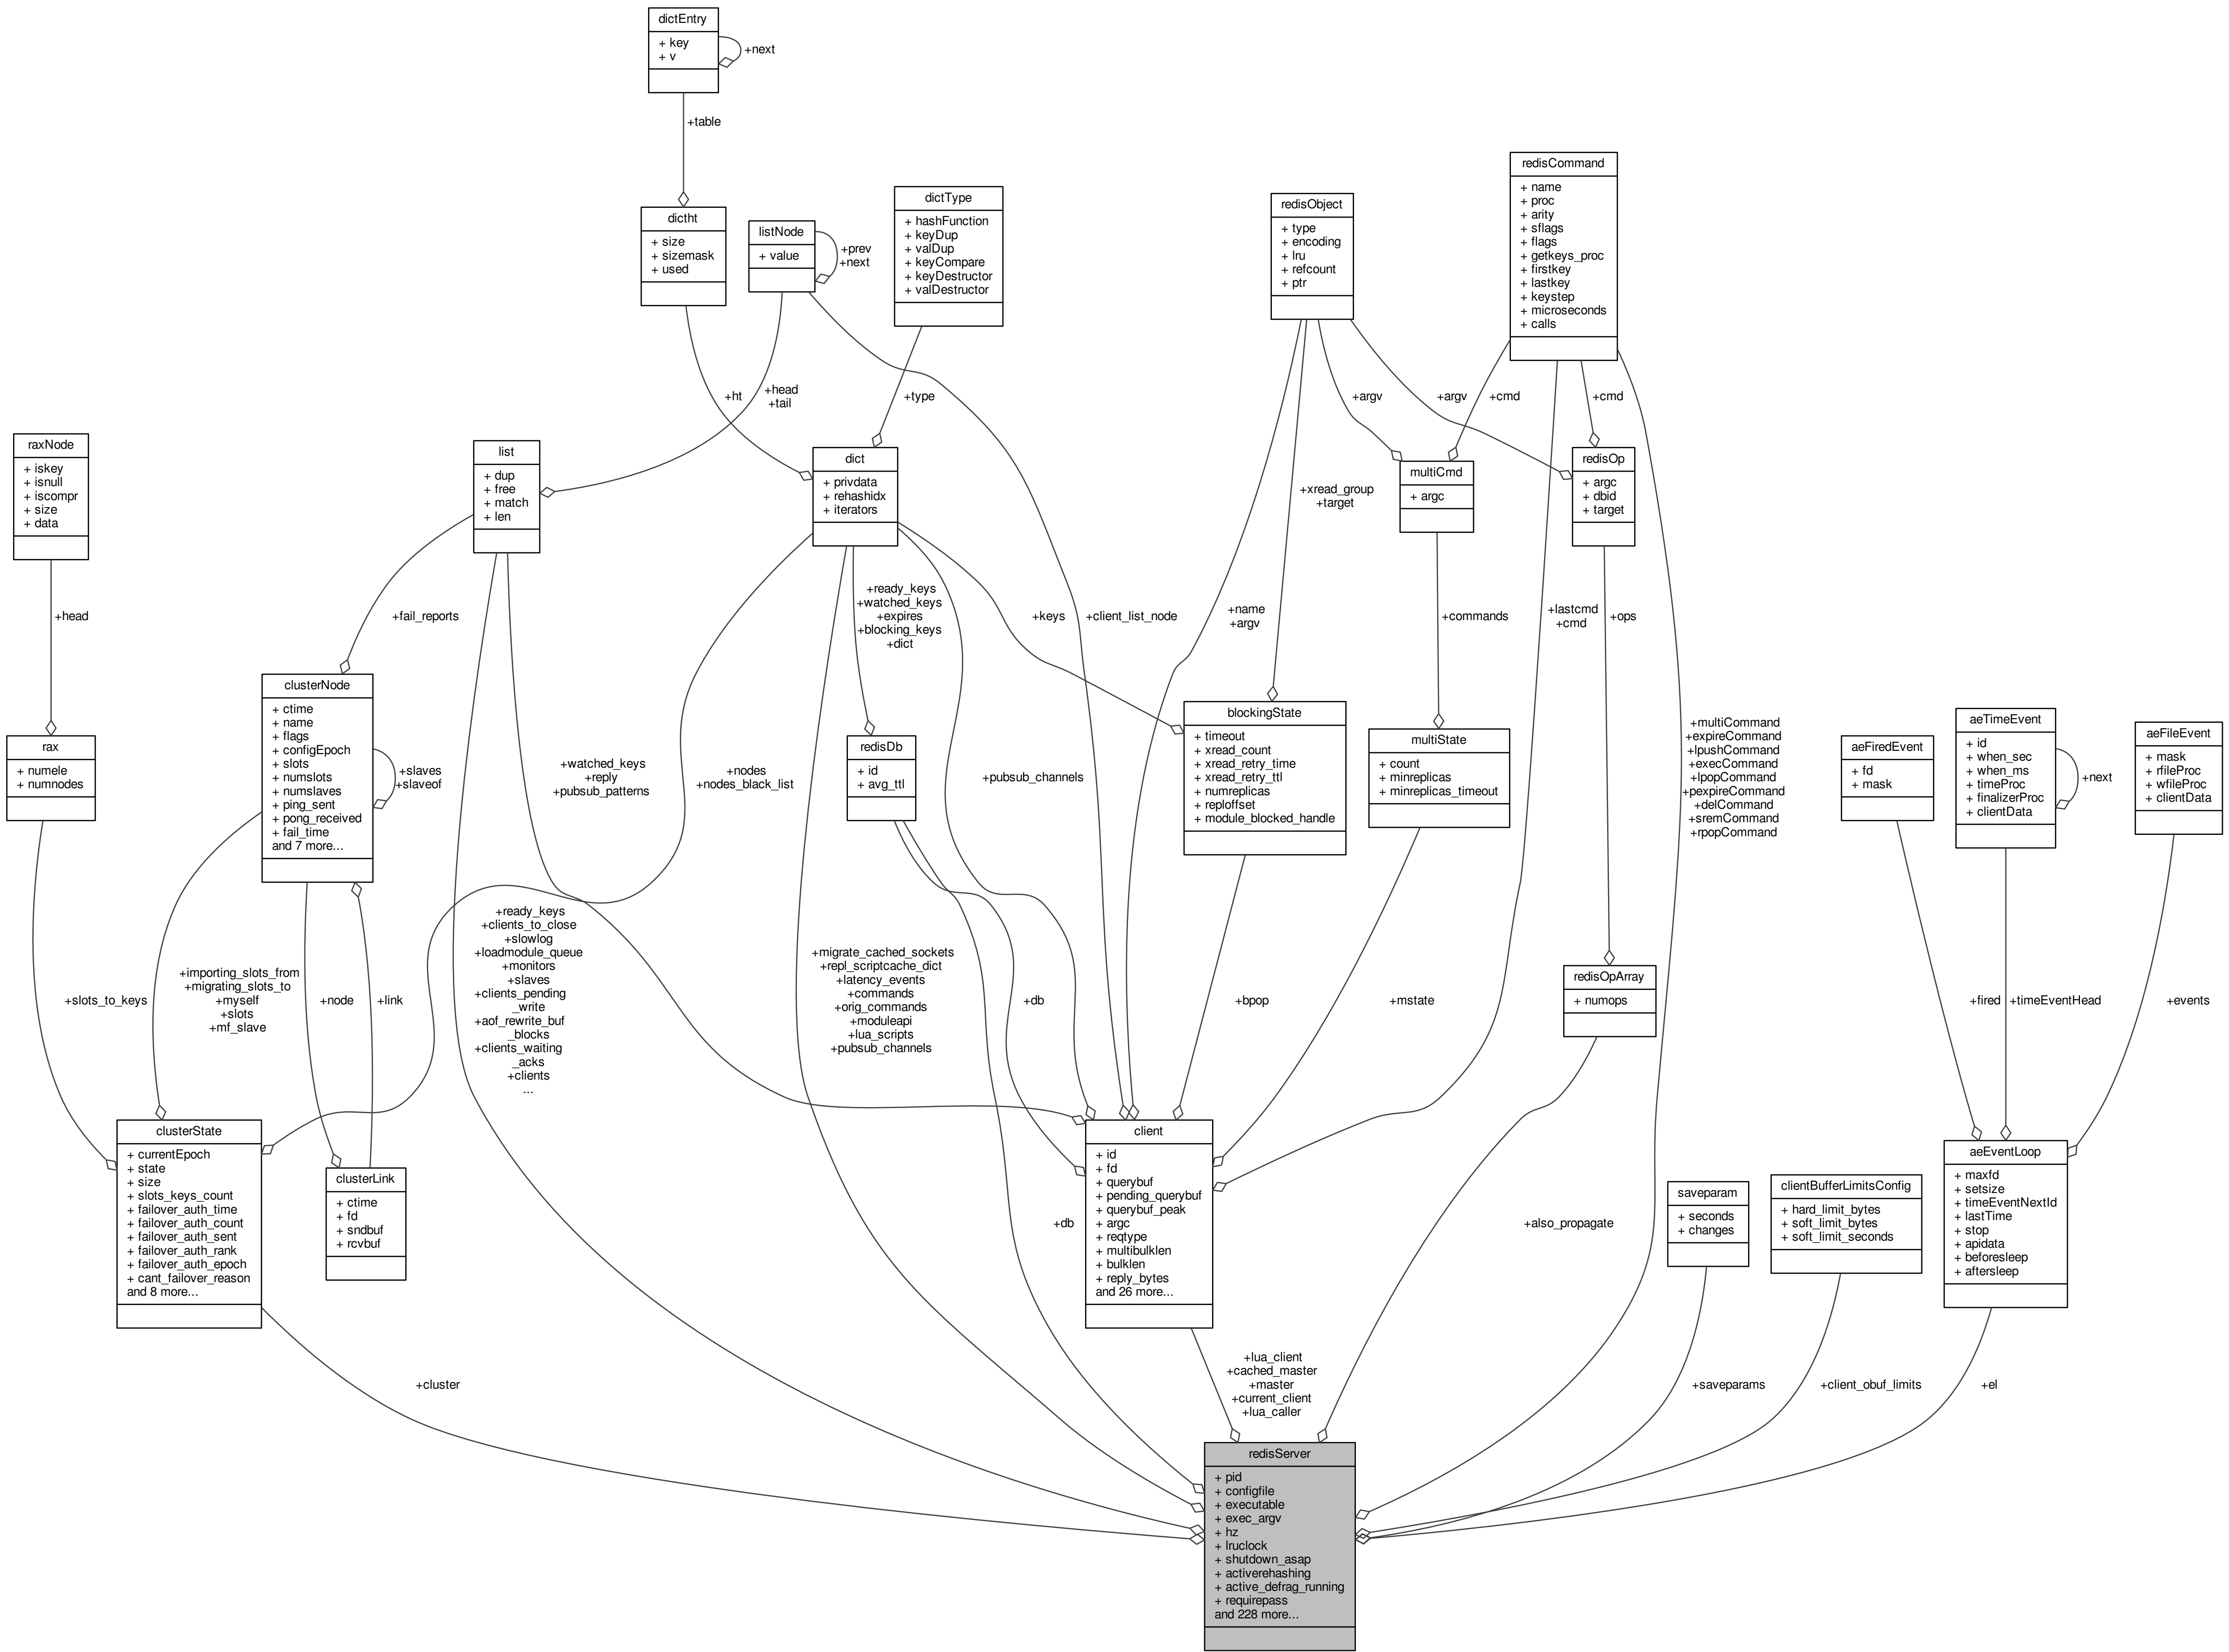 dictEntry
+ key
+ v
+next
+table
redisCommand
+ name
+ proc
+ arity
+ sflags
+ flags
+ getkeys_proc
+ firstkey
+ lastkey
+ keystep
+ microseconds
+ calls
dictType
+ hashFunction
+ keyDup
+ valDup
+ keyCompare
+ keyDestructor
+ valDestructor
redisObject
+ type
+ encoding
+ lru
+ refcount
+ ptr
dictht
+ size
+ sizemask
+ used
listNode
+ value
+prev
+next
+ht
+head
+tail
+type
+argv
+argv
+cmd
+cmd
raxNode
+ iskey
+ isnull
+ iscompr
+ size
+ data
list
+ dup
+ free
+ match
+ len
dict
+ privdata
+ rehashidx
+ iterators
+xread_group
+target
multiCmd
+ argc
redisOp
+ argc
+ dbid
+ target
+head
+fail_reports
+ready_keys
+watched_keys
+expires
+blocking_keys
+dict
+keys
+client_list_node
+name
+argv
+commands
+lastcmd
+cmd
+ops
clusterNode
+ ctime
+ name
+ flags
+ configEpoch
+ slots
+ numslots
+ numslaves
+ ping_sent
+ pong_received
+ fail_time
and 7 more...
+slaves
+slaveof
rax
+ numele
+ numnodes
+watched_keys
+reply
+pubsub_patterns
+nodes
+nodes_black_list
redisDb
+ id
+ avg_ttl
+pubsub_channels
blockingState
+ timeout
+ xread_count
+ xread_retry_time
+ xread_retry_ttl
+ numreplicas
+ reploffset
+ module_blocked_handle
multiState
+ count
+ minreplicas
+ minreplicas_timeout
+multiCommand
+expireCommand
+lpushCommand
+execCommand
+lpopCommand
+pexpireCommand
+delCommand
+sremCommand
+rpopCommand
aeFiredEvent
+ fd
+ mask
aeTimeEvent
+ id
+ when_sec
+ when_ms
+ timeProc
+ finalizerProc
+ clientData
+next
aeFileEvent
+ mask
+ rfileProc
+ wfileProc
+ clientData
+slots_to_keys
+importing_slots_from
+migrating_slots_to
+myself
+slots
+mf_slave
+node
+link
+ready_keys
+clients_to_close
+slowlog
+loadmodule_queue
+monitors
+slaves
+clients_pending
_write
+aof_rewrite_buf
_blocks
+clients_waiting
_acks
+clients
...
+migrate_cached_sockets
+repl_scriptcache_dict
+latency_events
+commands
+orig_commands
+moduleapi
+lua_scripts
+pubsub_channels
+db
+bpop
+mstate
redisOpArray
+ numops
+fired
+timeEventHead
+events
clusterState
+ currentEpoch
+ state
+ size
+ slots_keys_count
+ failover_auth_time
+ failover_auth_count
+ failover_auth_sent
+ failover_auth_rank
+ failover_auth_epoch
+ cant_failover_reason
and 8 more...
clusterLink
+ ctime
+ fd
+ sndbuf
+ rcvbuf
+db
client
+ id
+ fd
+ querybuf
+ pending_querybuf
+ querybuf_peak
+ argc
+ reqtype
+ multibulklen
+ bulklen
+ reply_bytes
and 26 more...
+also_propagate
saveparam
+ seconds
+ changes
clientBufferLimitsConfig
+ hard_limit_bytes
+ soft_limit_bytes
+ soft_limit_seconds
aeEventLoop
+ maxfd
+ setsize
+ timeEventNextId
+ lastTime
+ stop
+ apidata
+ beforesleep
+ aftersleep
+cluster
+lua_client
+cached_master
+master
+current_client
+lua_caller
+saveparams
+client_obuf_limits
+el
redisServer
+ pid
+ configfile
+ executable
+ exec_argv
+ hz
+ lruclock
+ shutdown_asap
+ activerehashing
+ active_defrag_running
+ requirepass
and 228 more...